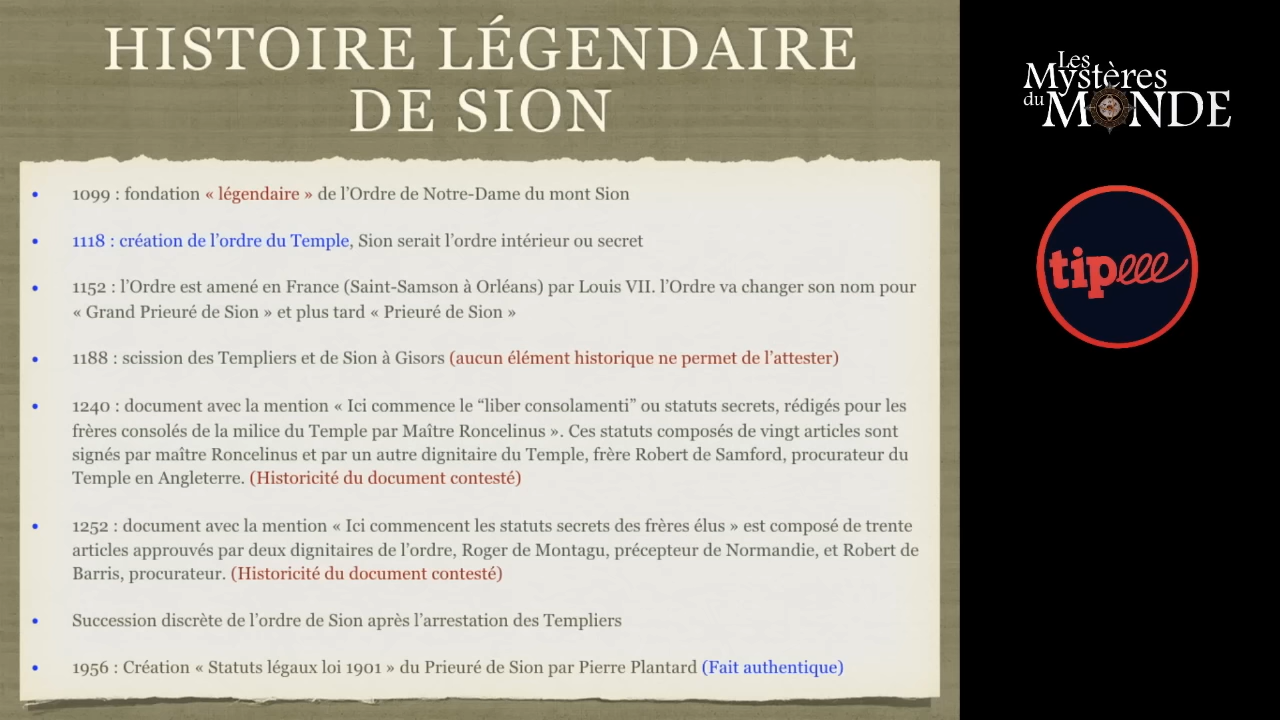 HISTOIRE LÉGENDAIRE
DE SION
• 1099 : fondation « légendaire » de l’Ordre de Notre-Dame du mont Sion
• 1118 : création de l’ordre du Temple, Sion serait l’ordre intérieur ou secret
• 1152 : l’Ordre est amené en France (Saint-Samson à Orléans) par Louis VII. l’Ordre va changer son nom pour
« Grand Prieuré de Sion » et plus tard « Prieuré de Sion »
• 1188 : scission des Templiers et de Sion à Gisors (aucun élément historique ne permet de l’attester)
• 1240 : document avec la mention « Ici commence le “liber consolamenti” ou statuts secrets, rédigés pour les
frères consolés de la milice du Temple par Maître Roncelinus ». Ces statuts composés de vingt articles sont
signés par maître Roncelinus et par un autre dignitaire du Temple, frère Robert de Samford, procurateur du
Temple en Angleterre. (Historicité du document contesté)
• 1252 : document avec la mention « Ici commencent les statuts secrets des frères élus » est composé de trente
articles approuvés par deux dignitaires de l’ordre, Roger de Montagu, précepteur de Normandie, et Robert de
Barris, procurateur. (Historicité du document contesté)
• Succession discrète de l’ordre de Sion après l’arrestation des Templiers
• 1956 : Création « Statuts légaux loi 1901 » du Prieuré de Sion par Pierre Plantard (Fait authentique)
Les
Mystères
du MONDE
tipeee